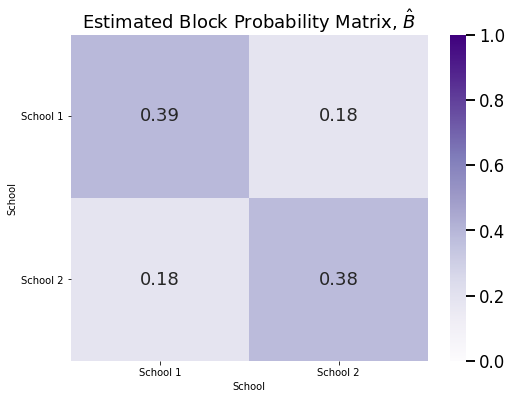 Estimated Block Probability Matrix, B̂
School
School 1
School 2
0.39
0.18
0.18
0.38
School 1
School 2
School
1.0
0.8
0.6
0.4
0.2
0.0